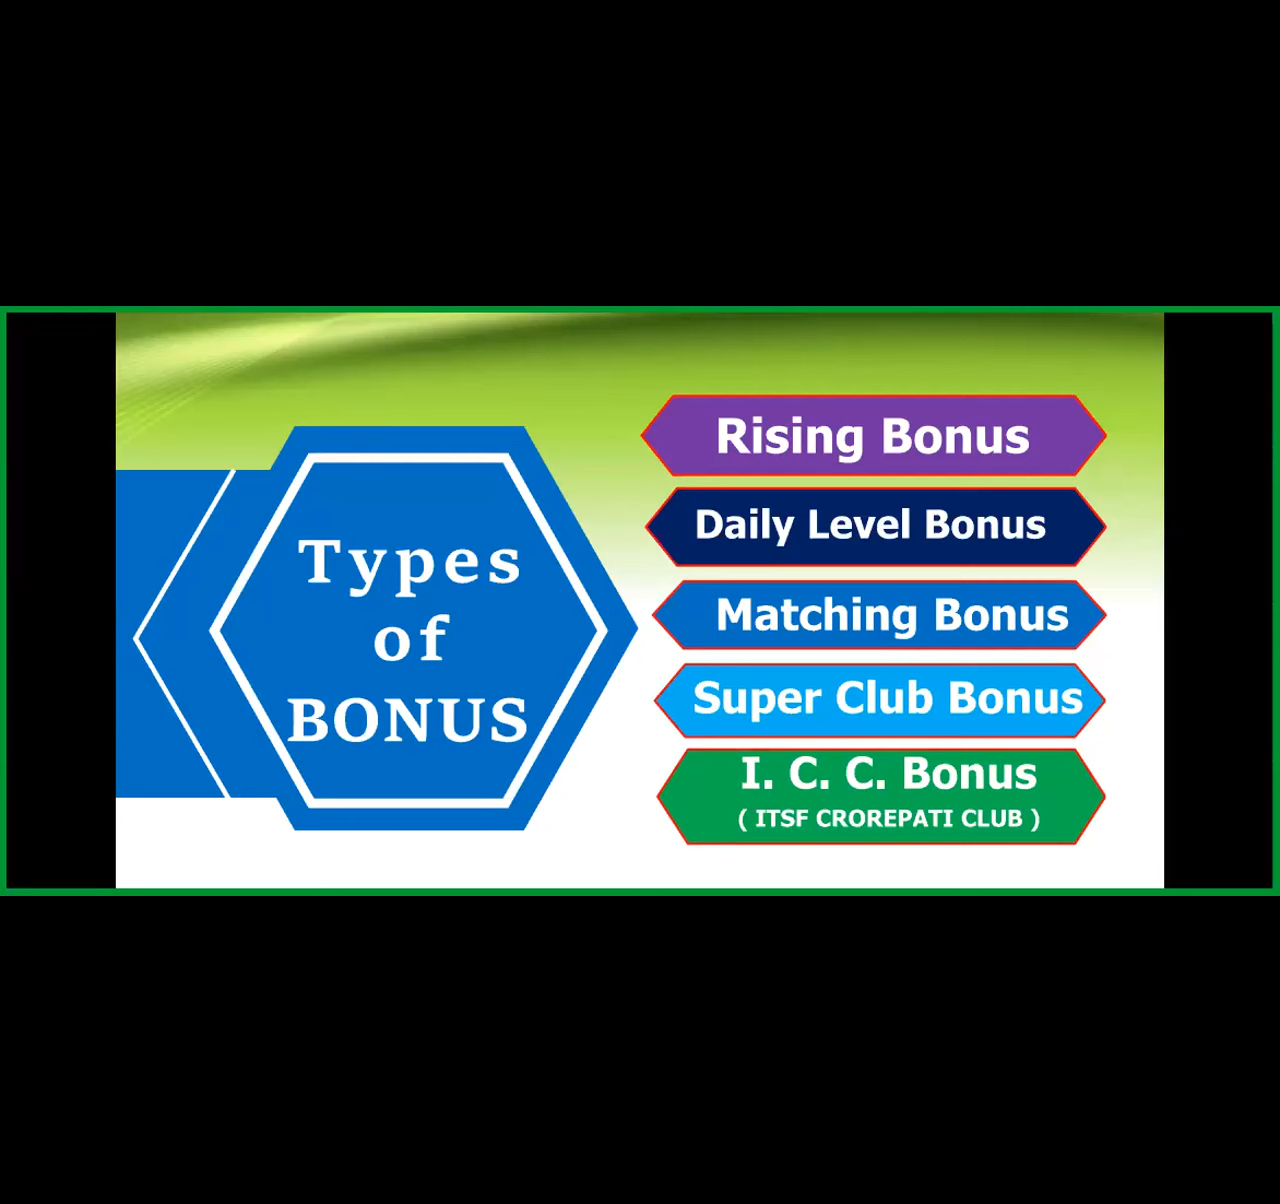 Types
of
BONUS
Rising Bonus
Daily Level Bonus
Matching Bonus
Super Club Bonus
I. C. C. Bonus
( ITSF CROREPATI CLUB )